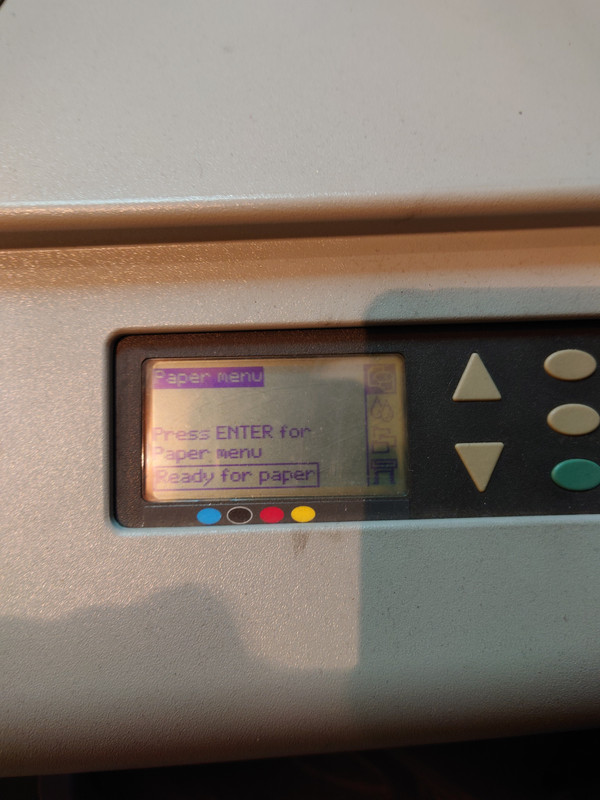 Paper menu
Press ENTER for
Paper menu
Ready for paper